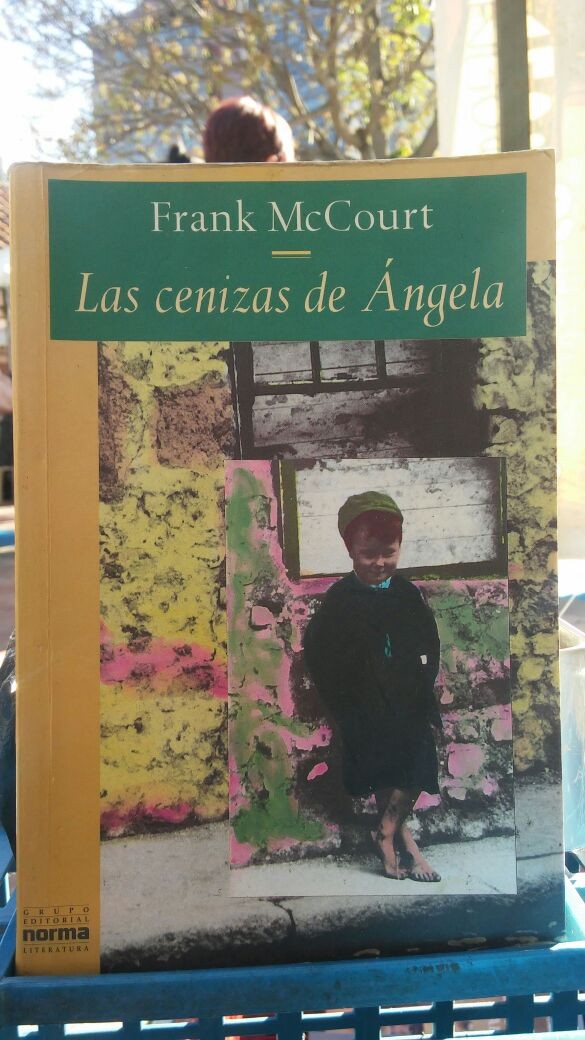 Frank McCourt
Las cenizas de Ángela
GRUPO
EDITORIAL
norma
LITERATURA